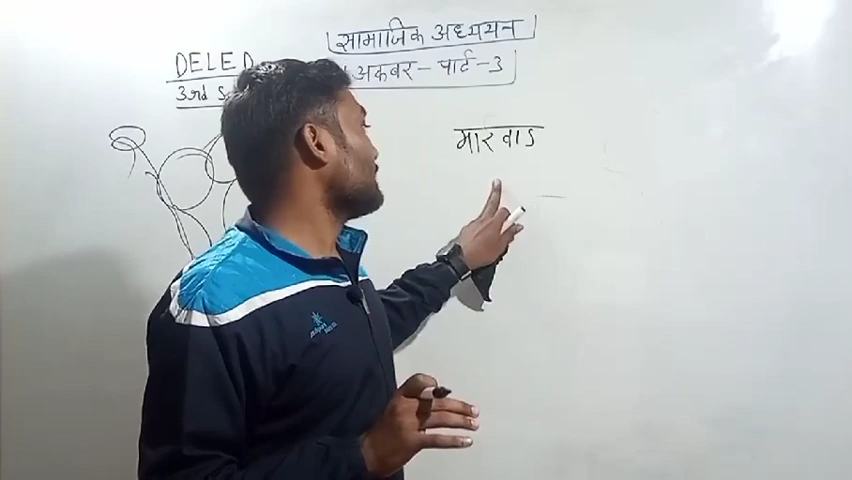 सामाजिक अध्ययन
DELED
अकबर - पार्ट - 3
3rd S
मारवाड